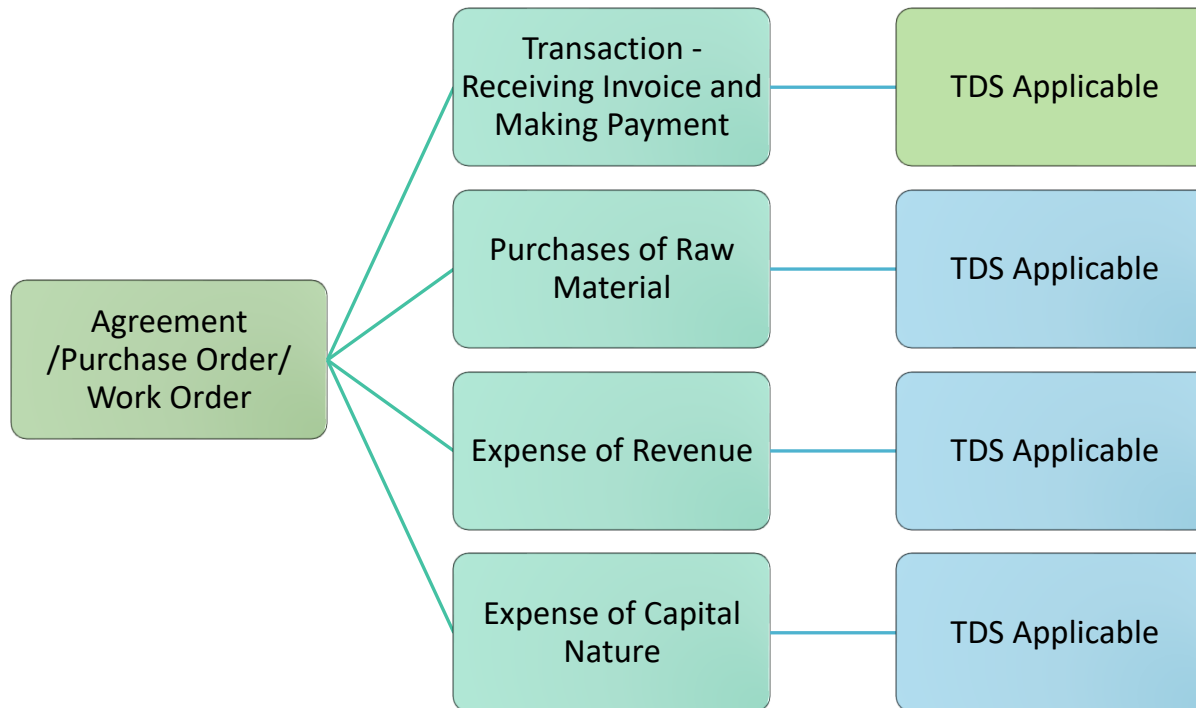 Agreement
/Purchase Order/
Work Order
Transaction -
Receiving Invoice and
Making Payment
TDS Applicable
Purchases of Raw
Material
TDS Applicable
Expense of Revenue
TDS Applicable
Expense of Capital
Nature
TDS Applicable